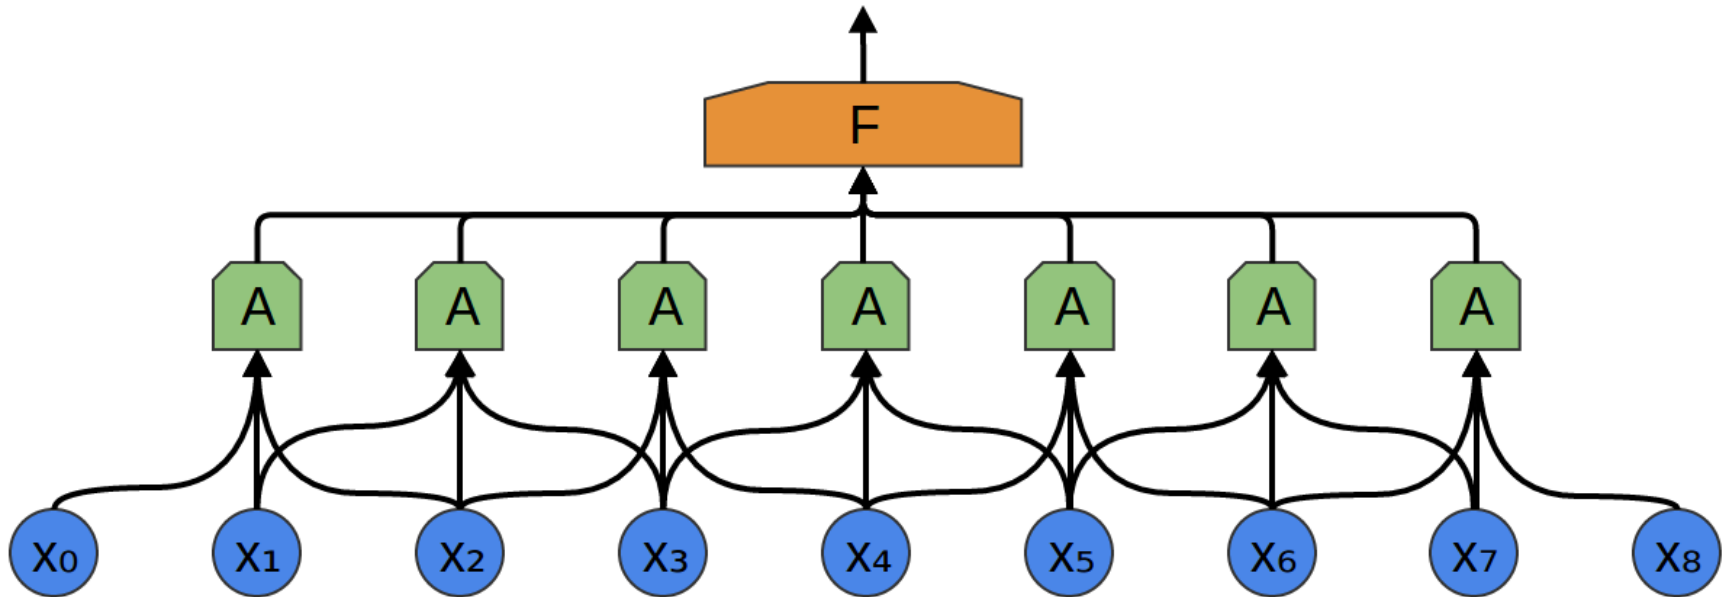 F
A A A A A A A
x₀ x₁ x₂ x₃ x₄ x₅ x₆ x₇ x₈